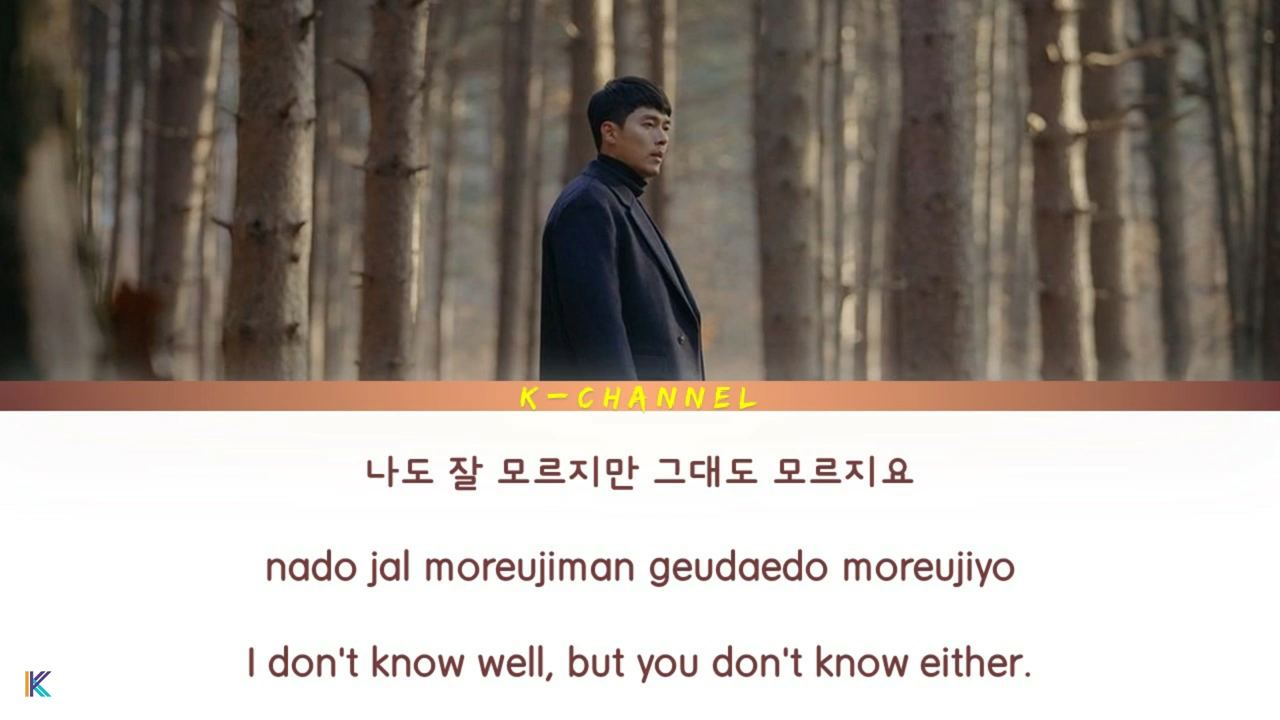 K-CHANNEL
나도 잘 모르지만 그대도 모르지요
nado jal moreujiman geudaedo moreujiyo
I don't know well, but you don't know either.
K